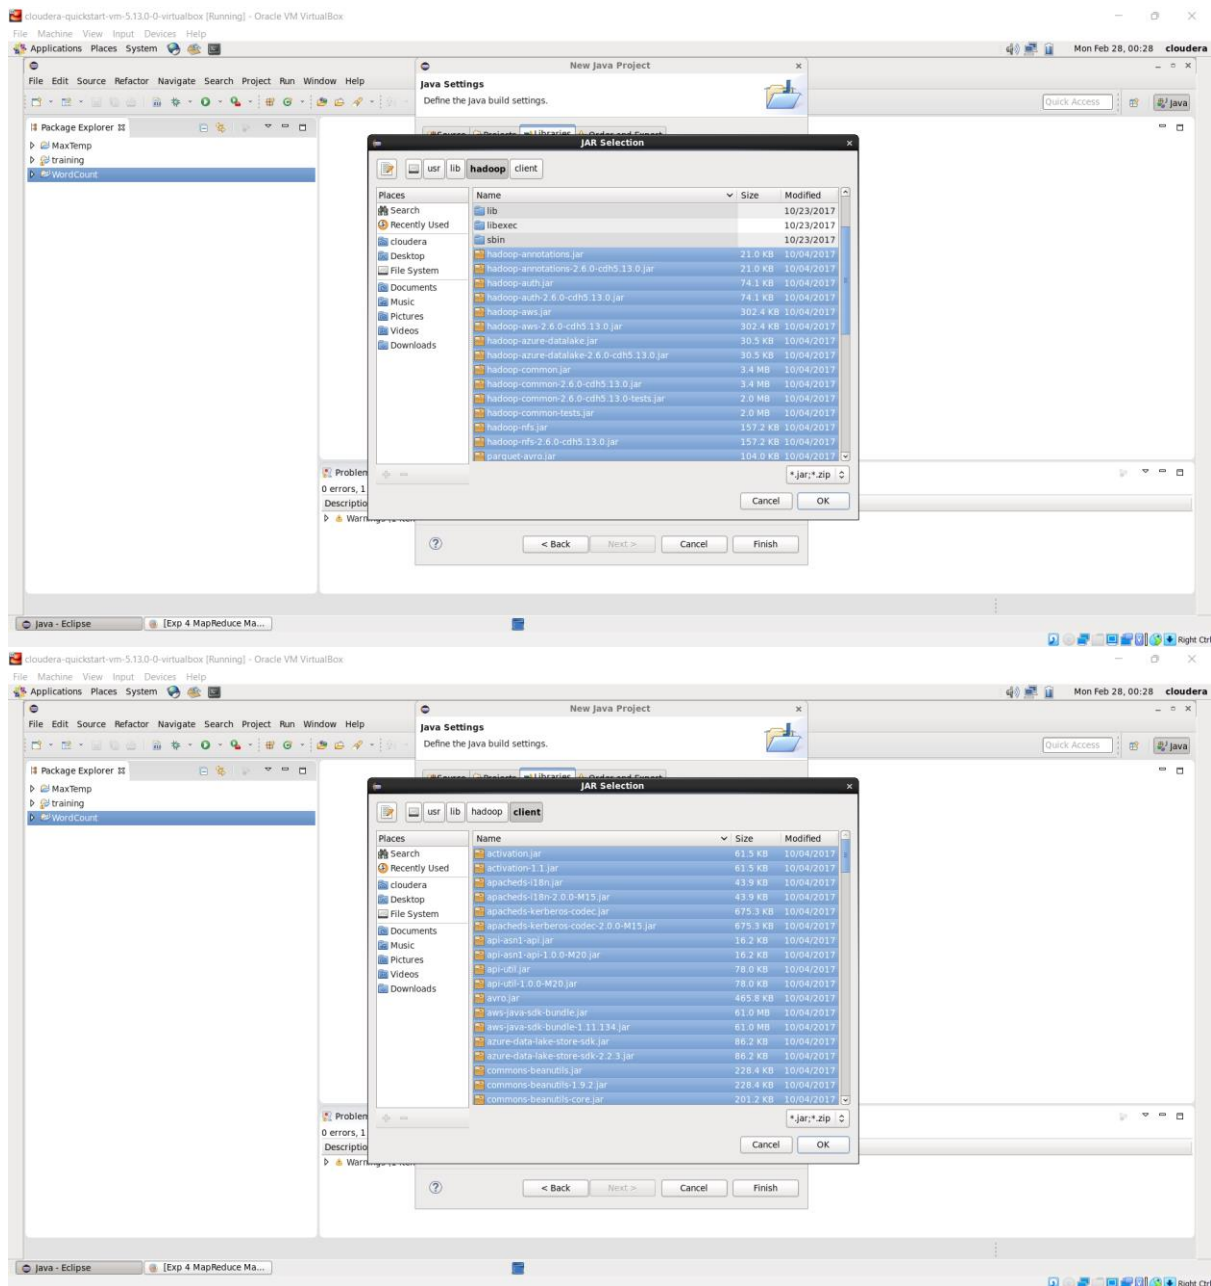 cloudera-quickstart-vm-5.13.0-0-virtualbox [Running] - Oracle VM VirtualBox
File Machine View Input Devices Help
Applications Places System Mon Feb 28, 00:28 cloudera
New Java Project
File Edit Source Refactor Navigate Search Project Run Window Help
Java Settings
Define the Java build settings.
Quick Access Java
Package Explorer
JAR Selection
MaxTemp
training
WordCount
usr lib hadoop client
Places Name Size Modified
Search lib 10/23/2017
Recently Used libexec 10/23/2017
cloudera sbin 10/23/2017
Desktop hadoop-annotations.jar 21.0 KB 10/04/2017
File System hadoop-annotations-2.6.0-cdh5.13.0.jar 21.0 KB 10/04/2017
Documents hadoop-auth.jar 74.1 KB 10/04/2017
Music hadoop-auth-2.6.0-cdh5.13.0.jar 74.1 KB 10/04/2017
Pictures hadoop-aws.jar 302.4 KB 10/04/2017
Videos hadoop-aws-2.6.0-cdh5.13.0.jar 302.4 KB 10/04/2017
Downloads hadoop-azure-datalake.jar 30.5 KB 10/04/2017
hadoop-azure-datalake-2.6.0-cdh5.13.0.jar 30.5 KB 10/04/2017
hadoop-common.jar 3.4 MB 10/04/2017
hadoop-common-2.6.0-cdh5.13.0.jar 3.4 MB 10/04/2017
hadoop-common-2.6.0-cdh5.13.0-tests.jar 2.0 MB 10/04/2017
hadoop-common-tests.jar 2.0 MB 10/04/2017
hadoop-nfs.jar 157.2 KB 10/04/2017
hadoop-nfs-2.6.0-cdh5.13.0.jar 157.2 KB 10/04/2017
parquet-avro.jar 104.0 KB 10/04/2017
Problem *.jar;*.zip
0 errors, 1
Descriptio Cancel OK
Warn
< Back Next > Cancel Finish
Java - Eclipse [Exp 4 MapReduce Ma...
Right Ctrl
cloudera-quickstart-vm-5.13.0-0-virtualbox [Running] - Oracle VM VirtualBox
File Machine View Input Devices Help
Applications Places System Mon Feb 28, 00:28 cloudera
New Java Project
File Edit Source Refactor Navigate Search Project Run Window Help
Java Settings
Define the Java build settings.
Quick Access Java
Package Explorer
JAR Selection
MaxTemp
training
WordCount
usr lib hadoop client
Places Name Size Modified
Search activation.jar 61.5 KB 10/04/2017
Recently Used activation-1.1.jar 61.5 KB 10/04/2017
cloudera apacheds-i18n.jar 43.9 KB 10/04/2017
Desktop apacheds-i18n-2.0.0-M15.jar 43.9 KB 10/04/2017
File System apacheds-kerberos-codec.jar 675.3 KB 10/04/2017
Documents apacheds-kerberos-codec-2.0.0-M15.jar 675.3 KB 10/04/2017
Music api-asn1-api.jar 16.2 KB 10/04/2017
Pictures api-asn1-api-1.0.0-M20.jar 16.2 KB 10/04/2017
Videos api-util.jar 78.0 KB 10/04/2017
Downloads api-util-1.0.0-M20.jar 78.0 KB 10/04/2017
avro.jar 465.8 KB 10/04/2017
aws-java-sdk-bundle.jar 61.0 MB 10/04/2017
aws-java-sdk-bundle-1.11.134.jar 61.0 MB 10/04/2017
azure-data-lake-store-sdk.jar 86.2 KB 10/04/2017
azure-data-lake-store-sdk-2.2.3.jar 86.2 KB 10/04/2017
commons-beanutils.jar 228.4 KB 10/04/2017
commons-beanutils-1.9.2.jar 228.4 KB 10/04/2017
commons-beanutils-core.jar 201.2 KB 10/04/2017
Problem *.jar;*.zip
0 errors, 1
Descriptio Cancel OK
Warn
< Back Next > Cancel Finish
Java - Eclipse [Exp 4 MapReduce Ma...
Right Ctrl